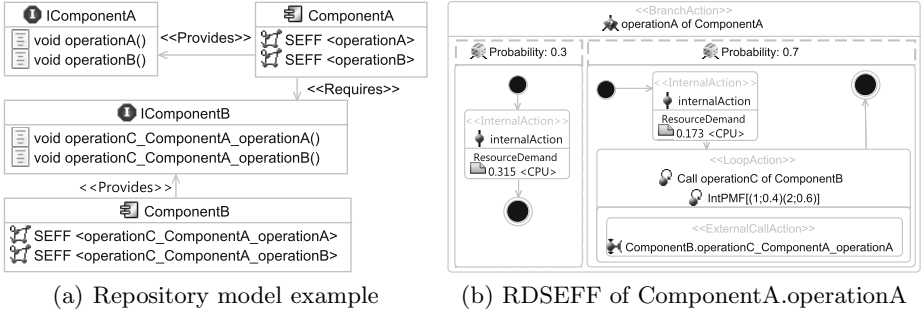 IComponentA
void operationA()
void operationB()
<<Provides>>
ComponentA
SEFF <operationA>
SEFF <operationB>
<<Requires>>
IComponentB
void operationC_ComponentA_operationA()
void operationC_ComponentA_operationB()
<<Provides>>
ComponentB
SEFF <operationC_ComponentA_operationA>
SEFF <operationC_ComponentA_operationB>
(a) Repository model example
<<BranchAction>>
operationA of ComponentA
Probability: 0.3
<<InternalAction>>
internalAction
ResourceDemand
0.315 <CPU>
Probability: 0.7
<<InternalAction>>
internalAction
ResourceDemand
0.173 <CPU>
<<LoopAction>>
Call operationC of ComponentB
IntPMF[(1;0.4)(2;0.6)]
<<ExternalCallAction>>
ComponentB.operationC_ComponentA_operationA
(b) RDSEFF of ComponentA.operationA